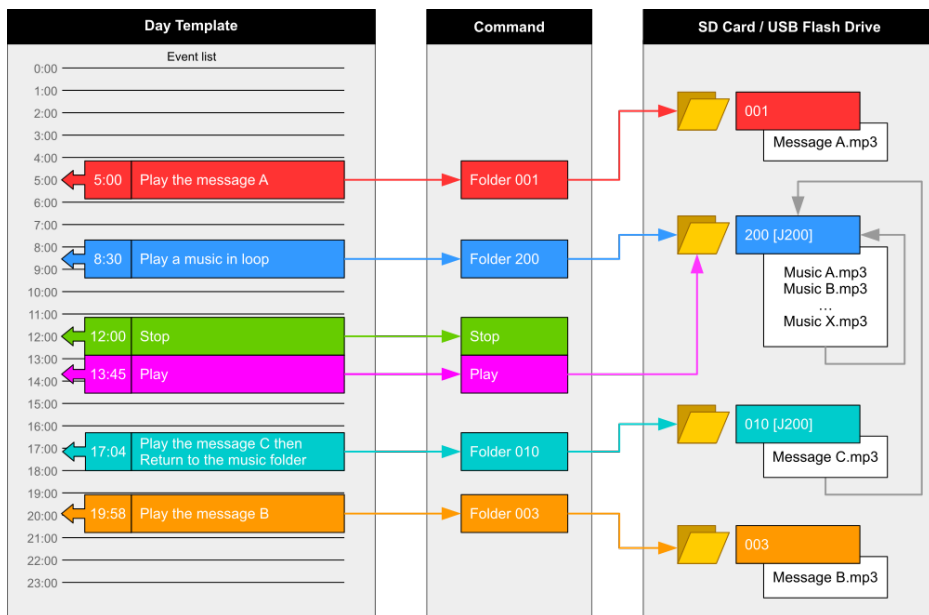 Day Template
Event list
0:00
1:00
2:00
3:00
4:00
5:00
6:00
7:00
8:00
9:00
10:00
11:00
12:00
13:00
14:00
15:00
16:00
17:00
18:00
19:00
20:00
21:00
22:00
23:00
5:00 Play the message A
8:30 Play a music in loop
12:00 Stop
13:45 Play
17:04 Play the message C then
Return to the music folder
19:58 Play the message B
Command
Folder 001
Folder 200
Stop
Play
Folder 010
Folder 003
SD Card / USB Flash Drive
001
Message A.mp3
200 [J200]
Music A.mp3
Music B.mp3
...
Music X.mp3
010 [J200]
Message C.mp3
003
Message B.mp3